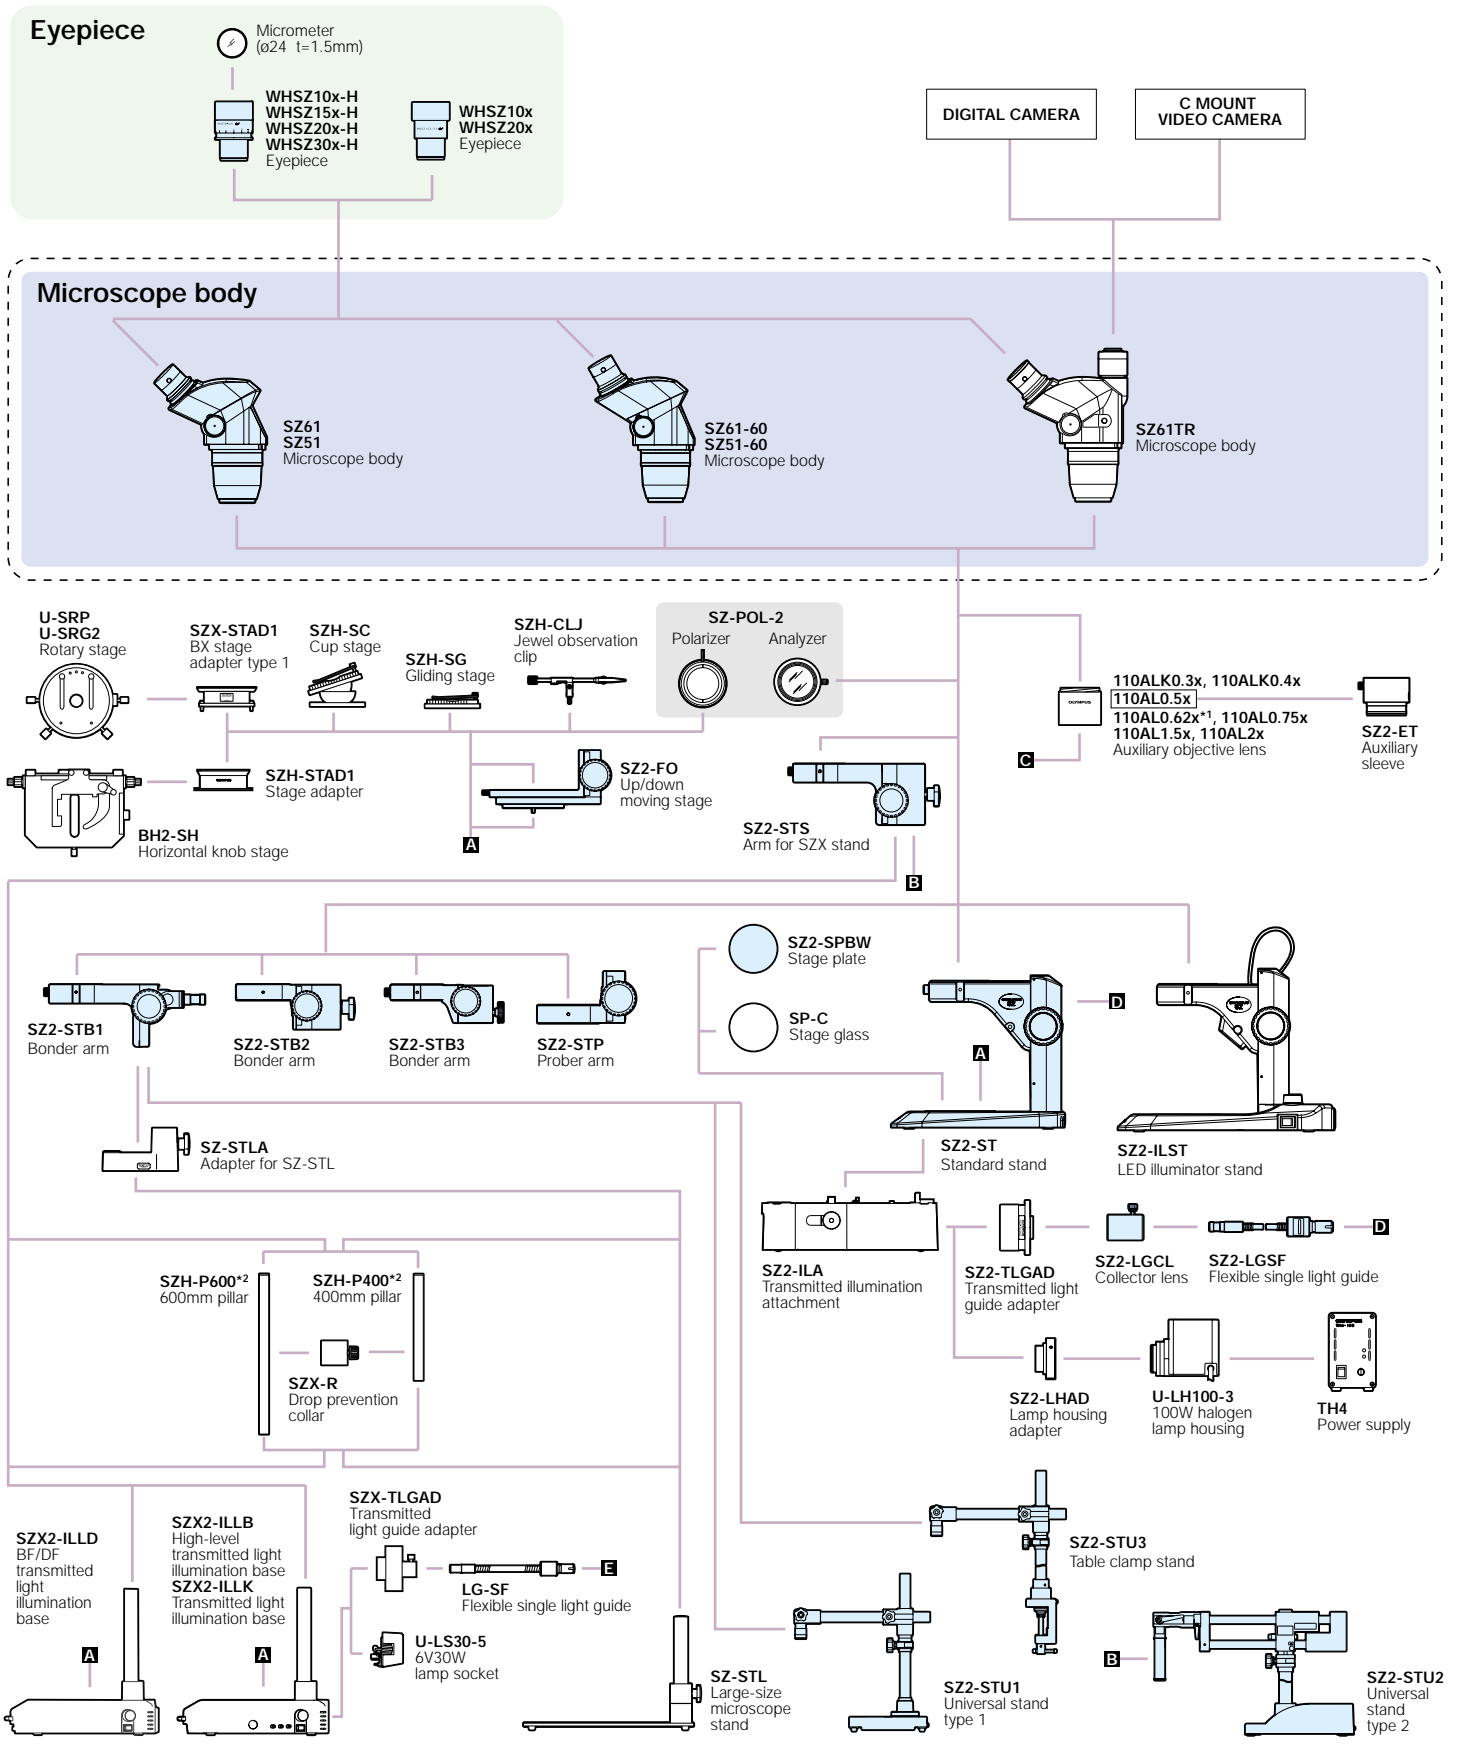 Eyepiece
Micrometer
(ø24 t=1.5mm)
WHSZ10x-H
WHSZ15x-H
WHSZ20x-H
WHSZ30x-H
Eyepiece
WHSZ10x
WHSZ20x
Eyepiece
DIGITAL CAMERA
C MOUNT
VIDEO CAMERA
Microscope body
SZ61
SZ51
Microscope body
SZ61-60
SZ51-60
Microscope body
SZ61TR
Microscope body
U-SRP
U-SRG2
Rotary stage
SZX-STAD1
BX stage
adapter type 1
SZH-SC
Cup stage
SZH-SG
Gliding stage
SZH-CLJ
Jewel observation
clip
SZ-POL-2
Polarizer
Analyzer
110ALK0.3x, 110ALK0.4x
110AL0.5x
110AL0.62x*1, 110AL0.75x
110AL1.5x, 110AL2x
Auxiliary objective lens
OLYMPUS
SZ2-ET
Auxiliary
sleeve
C
SZH-STAD1
Stage adapter
BH2-SH
Horizontal knob stage
SZ2-FO
Up/down
moving stage
A
SZ2-STS
Arm for SZX stand
B
SZ2-STB1
Bonder arm
SZ2-STB2
Bonder arm
SZ2-STB3
Bonder arm
SZ2-STP
Prober arm
SZ2-SPBW
Stage plate
SP-C
Stage glass
D
A
SZ2-ST
Standard stand
SZ2-ILST
LED illuminator stand
SZ-STLA
Adapter for SZ-STL
SZ2-ILA
Transmitted illumination
attachment
SZ2-TLGAD
Transmitted light
guide adapter
SZ2-LGCL
Collector lens
SZ2-LGSF
Flexible single light guide
D
SZH-P600*2
600mm pillar
SZH-P400*2
400mm pillar
SZX-R
Drop prevention
collar
SZ2-LHAD
Lamp housing
adapter
U-LH100-3
100W halogen
lamp housing
TH4
Power supply
SZX2-ILLD
BF/DF
transmitted
light
illumination
base
SZX2-ILLB
High-level
transmitted light
illumination base
SZX2-ILLK
Transmitted light
illumination base
A
A
SZX-TLGAD
Transmitted
light guide adapter
LG-SF
Flexible single light guide
E
U-LS30-5
6V30W
lamp socket
SZ-STL
Large-size
microscope
stand
SZ2-STU3
Table clamp stand
SZ2-STU1
Universal stand
type 1
B
SZ2-STU2
Universal
stand
type 2